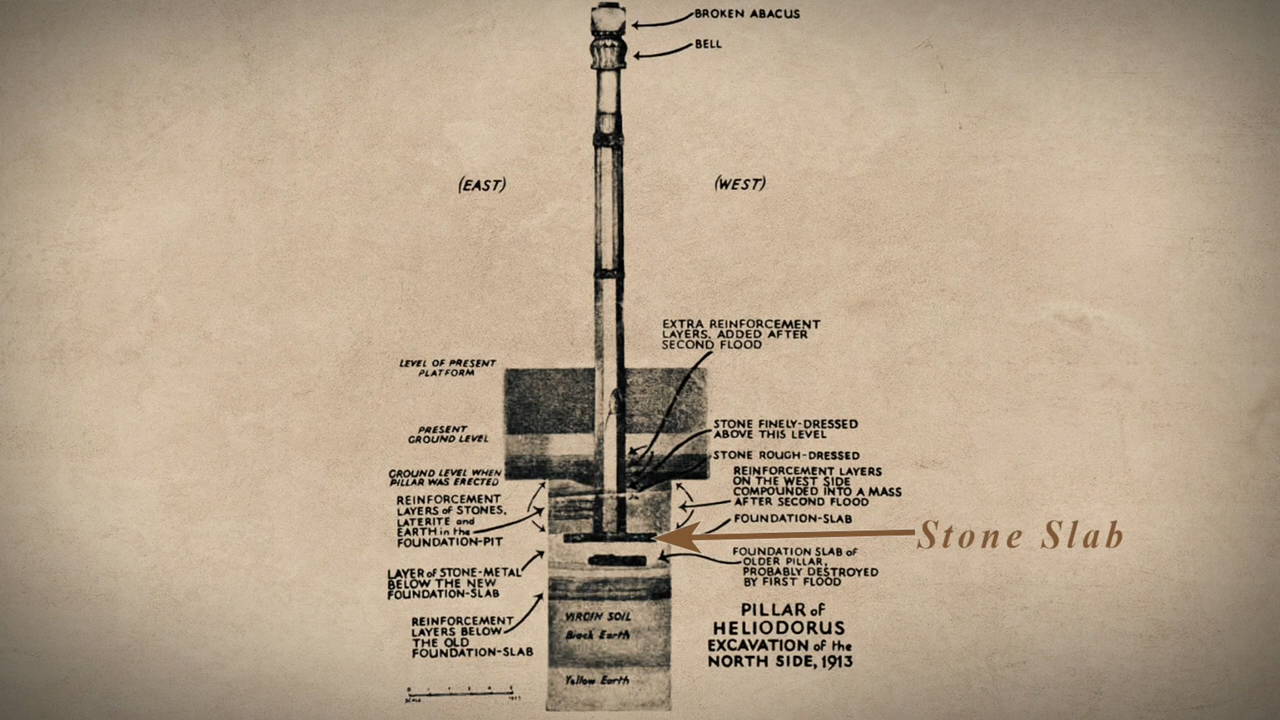 BROKEN ABACUS
BELL
(EAST)
(WEST)
EXTRA REINFORCEMENT
LAYERS, ADDED AFTER
SECOND FLOOD
LEVEL OF PRESENT
PLATFORM
STONE FINELY-DRESSED
ABOVE THIS LEVEL
PRESENT
GROUND LEVEL
STONE ROUGH-DRESSED
GROUND LEVEL WHEN
PILLAR WAS ERECTED
REINFORCEMENT LAYERS
ON THE WEST SIDE
COMPOUNDED INTO A MASS
AFTER SECOND FLOOD
REINFORCEMENT
LAYERS of STONES,
LATERITE and
EARTH in the
FOUNDATION-PIT
FOUNDATION-SLAB
Stone Slab
FOUNDATION SLAB of
OLDER PILLAR,
PROBABLY DESTROYED
BY FIRST FLOOD
LAYER of STONE-METAL
BELOW THE NEW
FOUNDATION-SLAB
REINFORCEMENT
LAYERS BELOW
THE OLD
FOUNDATION-SLAB
VIRGIN SOIL
Black Earth
Yellow Earth
PILLAR of
HELIODORUS
EXCAVATION of the
NORTH SIDE, 1913
SCALE